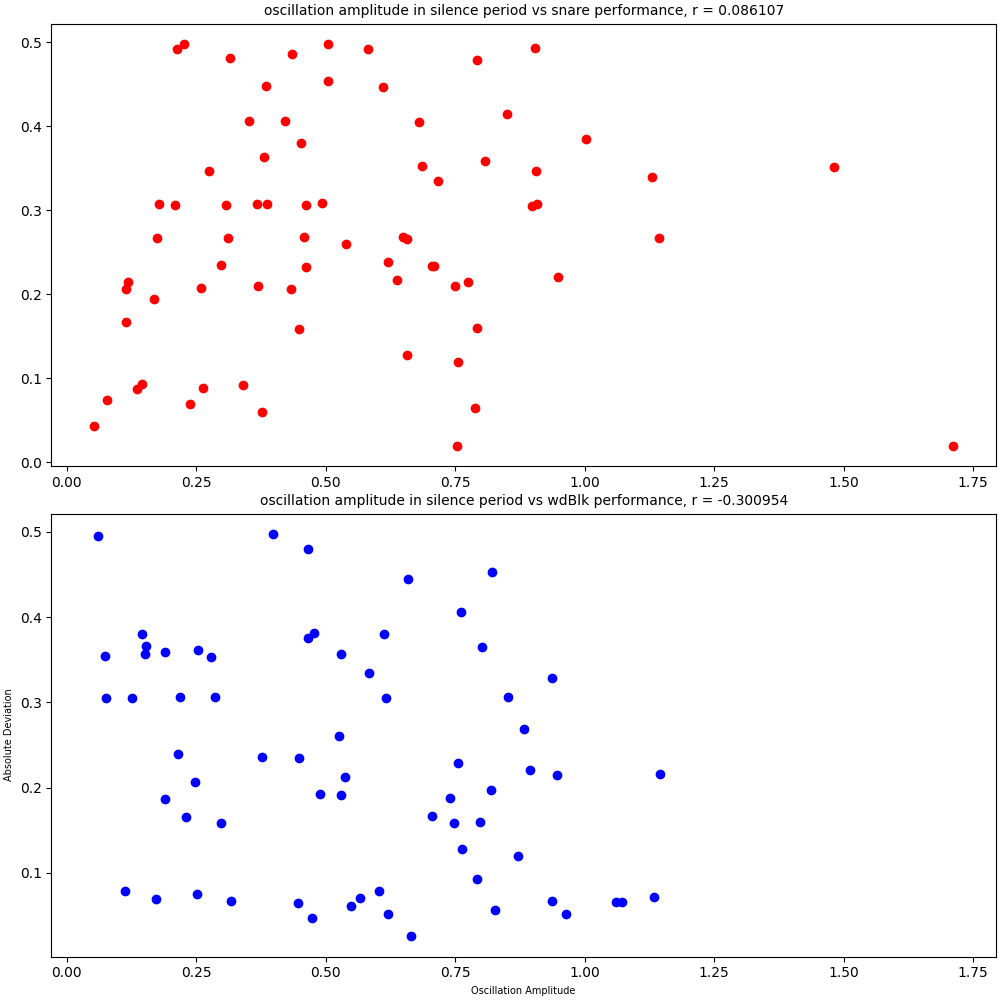 oscillation amplitude in silence period vs snare performance, r = 0.086107
0.5
0.4
0.3
0.2
0.1
0.0
0.00 0.25 0.50 0.75 1.00 1.25 1.50 1.75
oscillation amplitude in silence period vs wdBlk performance, r = -0.300954
0.5
0.4
0.3
0.2
0.1
Absolute Deviation
0.00 0.25 0.50 0.75 1.00 1.25 1.50 1.75
Oscillation Amplitude